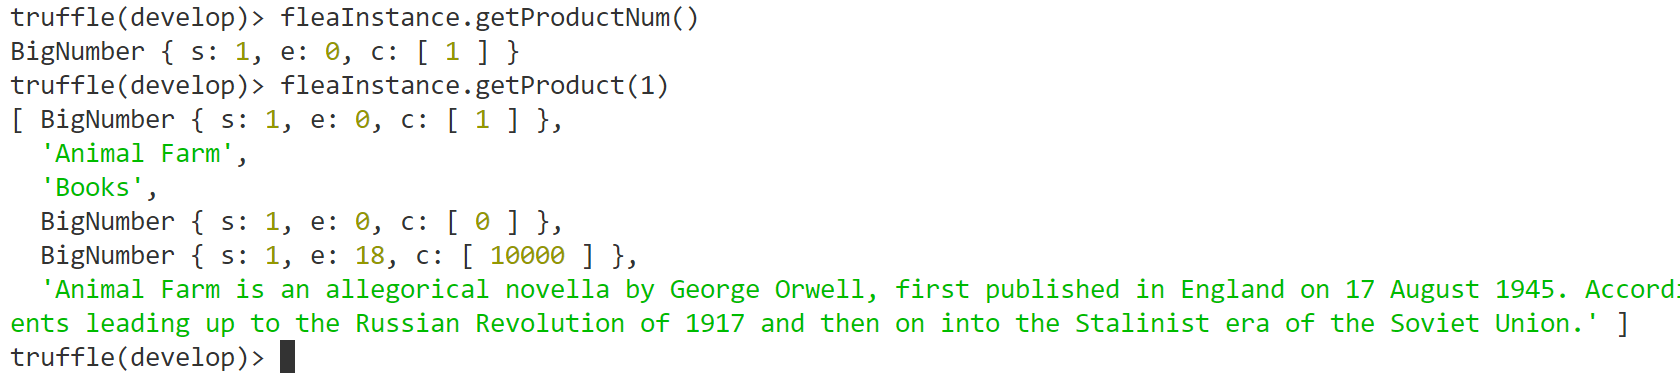 truffle(develop)> fleaInstance.getProductNum()
BigNumber { s: 1, e: 0, c: [ 1 ] }
truffle(develop)> fleaInstance.getProduct(1)
[ BigNumber { s: 1, e: 0, c: [ 1 ] },
  'Animal Farm',
  'Books',
  BigNumber { s: 1, e: 0, c: [ 0 ] },
  BigNumber { s: 1, e: 18, c: [ 10000 ] },
  'Animal Farm is an allegorical novella by George Orwell, first published in England on 17 August 1945. Accordi
ents leading up to the Russian Revolution of 1917 and then on into the Stalinist era of the Soviet Union.' ]
truffle(develop)>